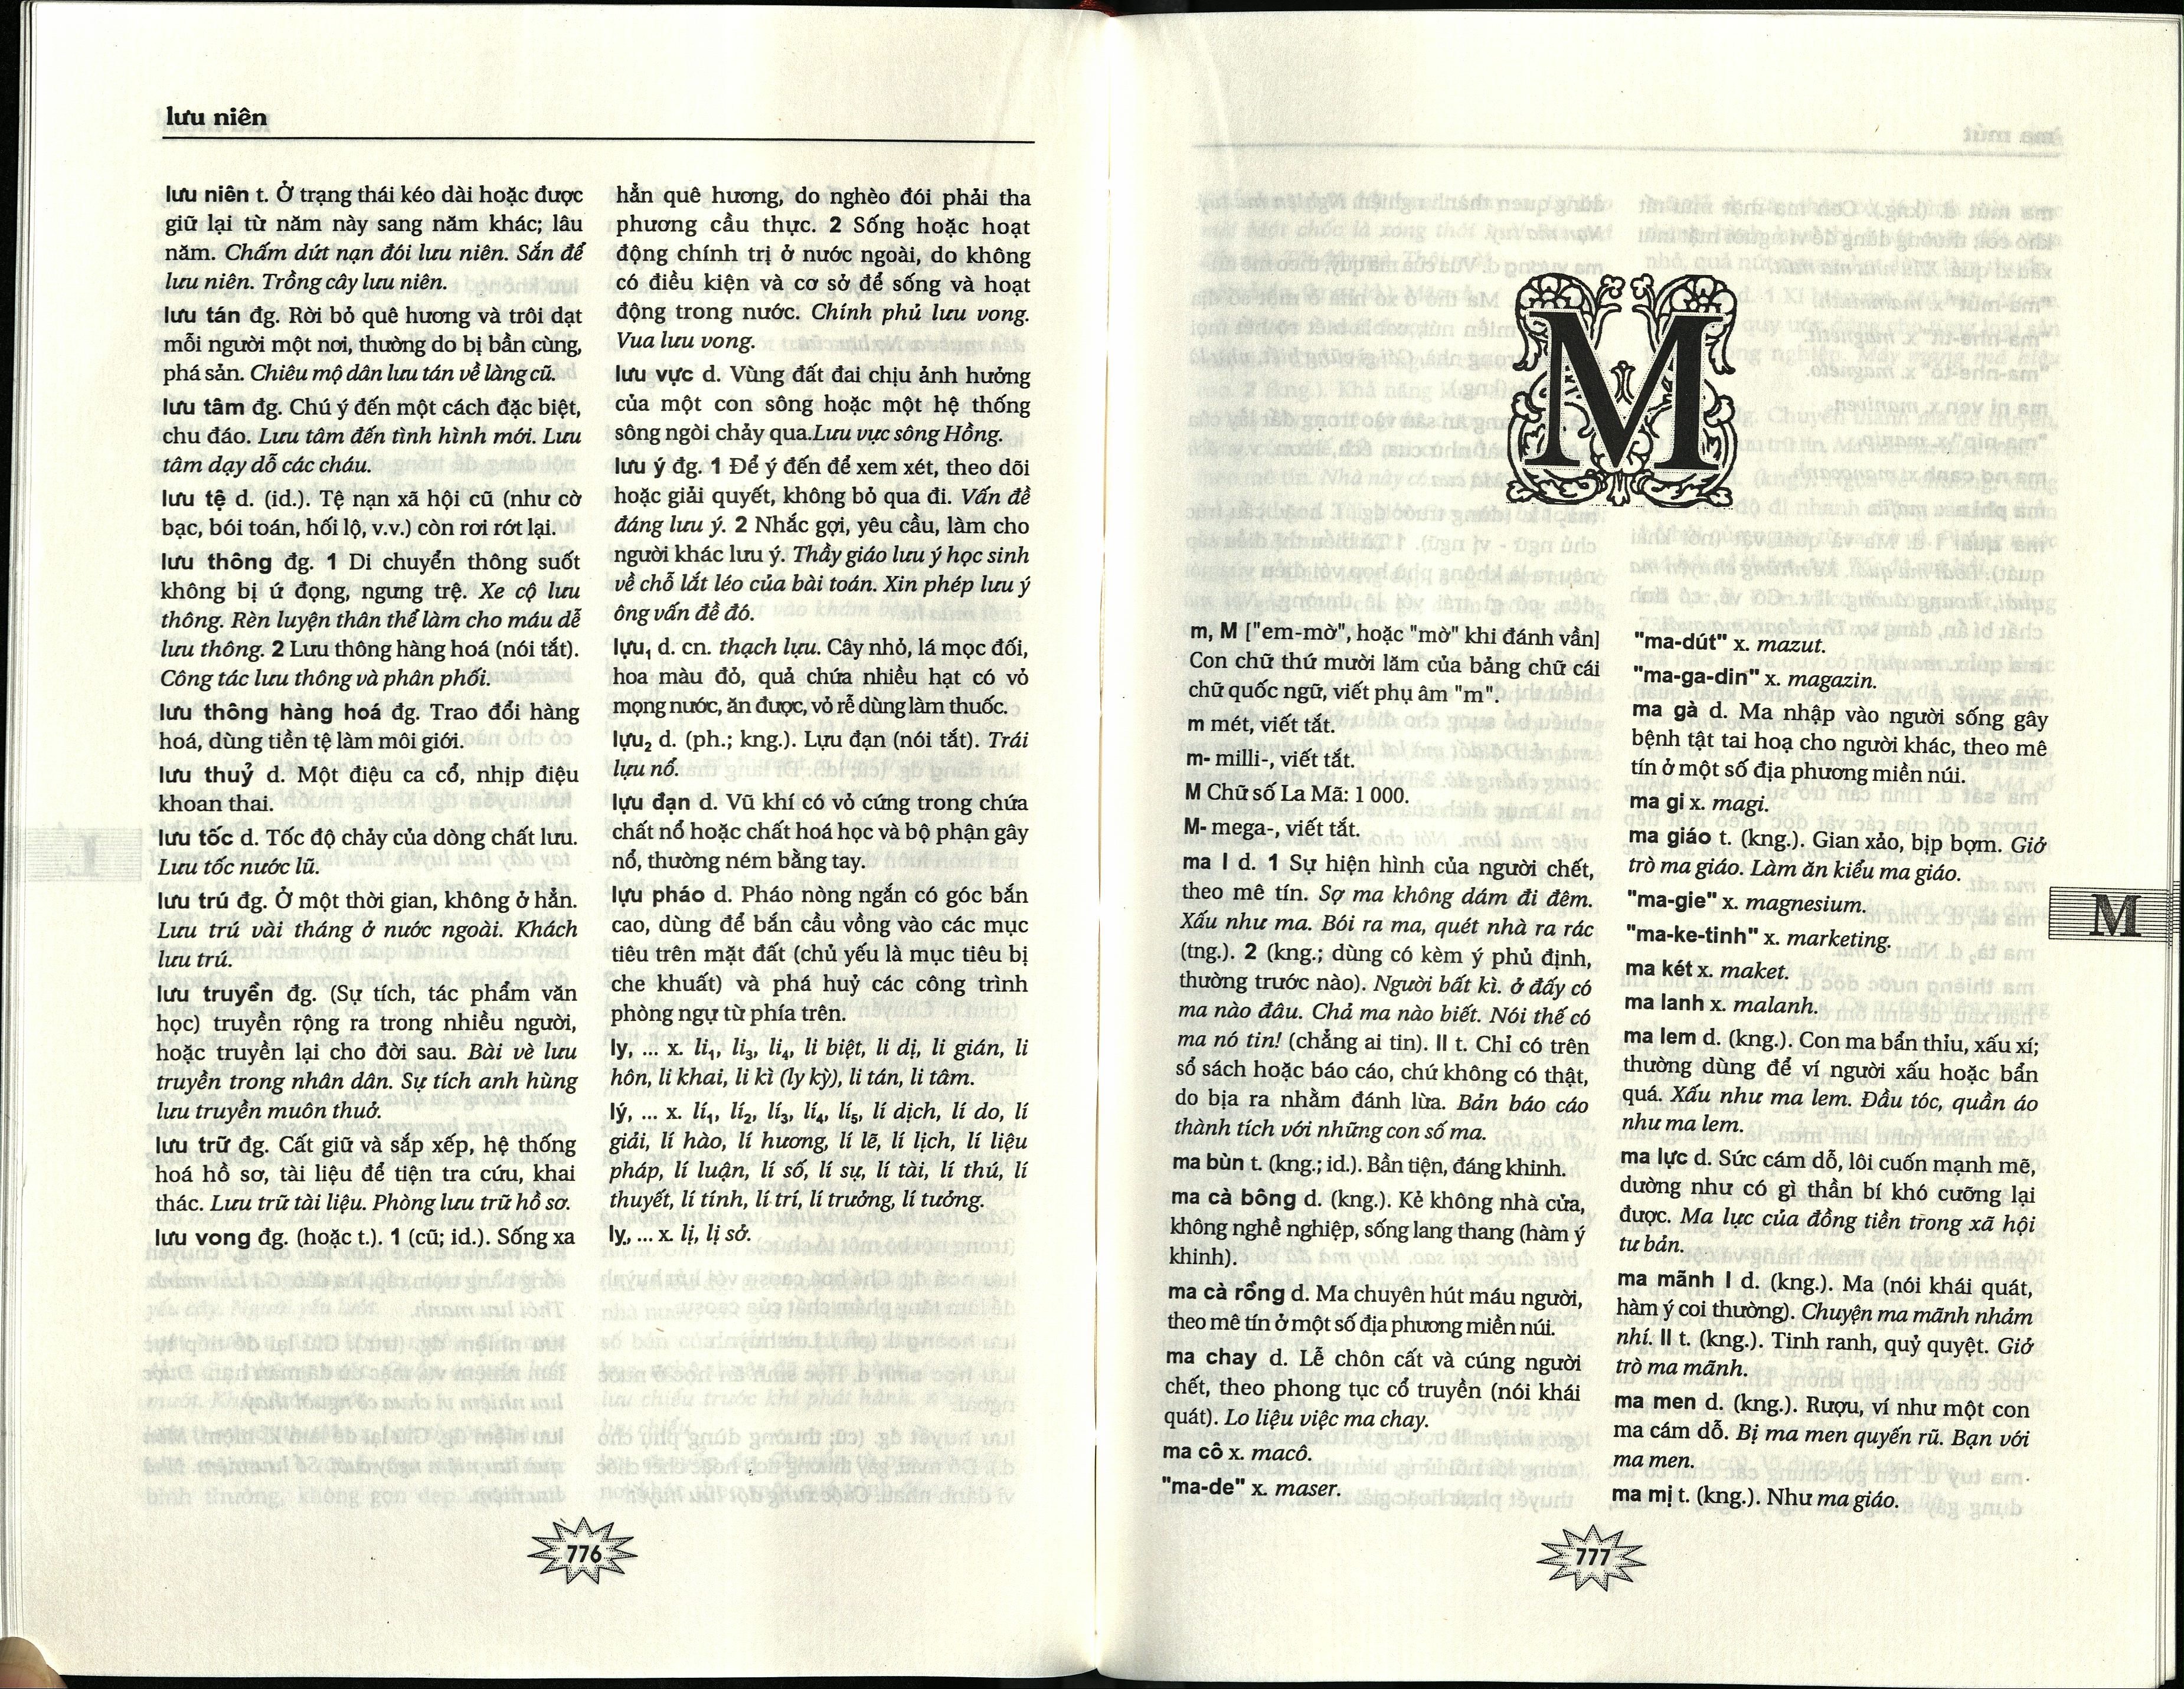 lưu niên
lưu niên t. Ở trạng thái kéo dài hoặc được
giữ lại từ năm này sang năm khác; lâu
năm. Chấm dứt nạn đói lưu niên. Sắn để
lưu niên. Trồng cây lưu niên.
lưu tán đg. Rời bỏ quê hương và trôi dạt
mỗi người một nơi, thường do bị bần cùng,
phá sản. Chiêu mộ dân lưu tán về làng cũ.
lưu tâm đg. Chú ý đến một cách đặc biệt,
chu đáo. Lưu tâm đến tình hình mới. Lưu
tâm dạy dỗ các cháu.
lưu tệ d. (id.). Tệ nạn xã hội cũ (như cờ
bạc, bói toán, hối lộ, v.v.) còn rơi rớt lại.
lưu thông đg. 1 Di chuyển thông suốt
không bị ứ đọng, ngưng trệ. Xe cộ lưu
thông. Rèn luyện thân thể làm cho máu dễ
lưu thông. 2 Lưu thông hàng hoá (nói tắt).
Công tác lưu thông và phân phối.
lưu thông hàng hoá đg. Trao đổi hàng
hoá, dùng tiền tệ làm môi giới.
lưu thuỷ d. Một điệu ca cổ, nhịp điệu
khoan thai.
lưu tốc d. Tốc độ chảy của dòng chất lưu.
Lưu tốc nước lũ.
lưu trú đg. Ở một thời gian, không ở hẳn.
Lưu trú vài tháng ở nước ngoài. Khách
lưu trú.
lưu truyền đg. (Sự tích, tác phẩm văn
học) truyền rộng ra trong nhiều người,
hoặc truyền lại cho đời sau. Bài vè lưu
truyền trong nhân dân. Sự tích anh hùng
lưu truyền muôn thuở.
lưu trữ đg. Cất giữ và sắp xếp, hệ thống
hoá hồ sơ, tài liệu để tiện tra cứu, khai
thác. Lưu trữ tài liệu. Phòng lưu trữ hồ sơ.
lưu vong đg. (hoặc t.). 1 (cũ; id.). Sống xa
hẳn quê hương, do nghèo đói phải tha
phương cầu thực. 2 Sống hoặc hoạt
động chính trị ở nước ngoài, do không
có điều kiện và cơ sở để sống và hoạt
động trong nước. Chính phủ lưu vong.
Vua lưu vong.
lưu vực d. Vùng đất đai chịu ảnh hưởng
của một con sông hoặc một hệ thống
sông ngòi chảy qua.Lưu vực sông Hồng.
lưu ý đg. 1 Để ý đến để xem xét, theo dõi
hoặc giải quyết, không bỏ qua đi. Vấn đề
đáng lưu ý. 2 Nhắc gợi, yêu cầu, làm cho
người khác lưu ý. Thầy giáo lưu ý học sinh
về chỗ lắt léo của bài toán. Xin phép lưu ý
ông vấn đề đó.
lựu₁ d. cn. thạch lựu. Cây nhỏ, lá mọc đối,
hoa màu đỏ, quả chứa nhiều hạt có vỏ
mọng nước, ăn được, vỏ rễ dùng làm thuốc.
lựu₂ d. (ph.; kng.). Lựu đạn (nói tắt). Trái
lựu nổ.
lựu đạn d. Vũ khí có vỏ cứng trong chứa
chất nổ hoặc chất hoá học và bộ phận gây
nổ, thường ném bằng tay.
lựu pháo d. Pháo nòng ngắn có góc bắn
cao, dùng để bắn cầu vồng vào các mục
tiêu trên mặt đất (chủ yếu là mục tiêu bị
che khuất) và phá huỷ các công trình
phòng ngự từ phía trên.
ly, ... x. li₁, li₃, li₄, li biệt, li dị, li gián, li
hôn, li khai, li kì (ly kỳ), li tán, li tâm.
lý, ... x. lí₁, lí₂, lí₃, lí₄, lí₅, lí dịch, lí do, lí
giải, lí hào, lí hương, lí lẽ, lí lịch, lí liệu
pháp, lí luận, lí số, lí sự, lí tài, lí thú, lí
thuyết, lí tính, lí trí, lí trưởng, lí tưởng.
lỵ, ... x. lị, lị sở.
776
M
m, M ["em-mờ", hoặc "mờ" khi đánh vần]
Con chữ thứ mười lăm của bảng chữ cái
chữ quốc ngữ, viết phụ âm "m".
m mét, viết tắt.
m- milli-, viết tắt.
M Chữ số La Mã: 1 000.
M- mega-, viết tắt.
ma I d. 1 Sự hiện hình của người chết,
theo mê tín. Sợ ma không dám đi đêm.
Xấu như ma. Bói ra ma, quét nhà ra rác
(tng.). 2 (kng.; dùng có kèm ý phủ định,
thường trước nào). Người bất kì. ở đấy có
ma nào đâu. Chả ma nào biết. Nói thế có
ma nó tin! (chẳng ai tin). II t. Chỉ có trên
sổ sách hoặc báo cáo, chứ không có thật,
do bịa ra nhằm đánh lừa. Bản báo cáo
thành tích với những con số ma.
ma bùn t. (kng.; id.). Bần tiện, đáng khinh.
ma cà bông d. (kng.). Kẻ không nhà cửa,
không nghề nghiệp, sống lang thang (hàm ý
khinh).
ma cà rồng d. Ma chuyên hút máu người,
theo mê tín ở một số địa phương miền núi.
ma chay d. Lễ chôn cất và cúng người
chết, theo phong tục cổ truyền (nói khái
quát). Lo liệu việc ma chay.
ma cô x. macô.
"ma-de" x. maser.
"ma-dút" x. mazut.
"ma-ga-din" x. magazin.
ma gà d. Ma nhập vào người sống gây
bệnh tật tai hoạ cho người khác, theo mê
tín ở một số địa phương miền núi.
ma gi x. magi.
ma giáo t. (kng.). Gian xảo, bịp bợm. Giở
trò ma giáo. Làm ăn kiểu ma giáo.
"ma-gie" x. magnesium.
"ma-ke-tinh" x. marketing.
ma két x. maket.
ma lanh x. malanh.
ma lem d. (kng.). Con ma bẩn thỉu, xấu xí;
thường dùng để ví người xấu hoặc bẩn
quá. Xấu như ma lem. Đầu tóc, quần áo
như ma lem.
ma lực d. Sức cám dỗ, lôi cuốn mạnh mẽ,
dường như có gì thần bí khó cưỡng lại
được. Ma lực của đồng tiền trong xã hội
tư bản.
ma mãnh I d. (kng.). Ma (nói khái quát,
hàm ý coi thường). Chuyện ma mãnh nhảm
nhí. II t. (kng.). Tinh ranh, quỷ quyệt. Giở
trò ma mãnh.
ma men d. (kng.). Rượu, ví như một con
ma cám dỗ. Bị ma men quyến rũ. Bạn với
ma men.
ma mị t. (kng.). Như ma giáo.
M
777